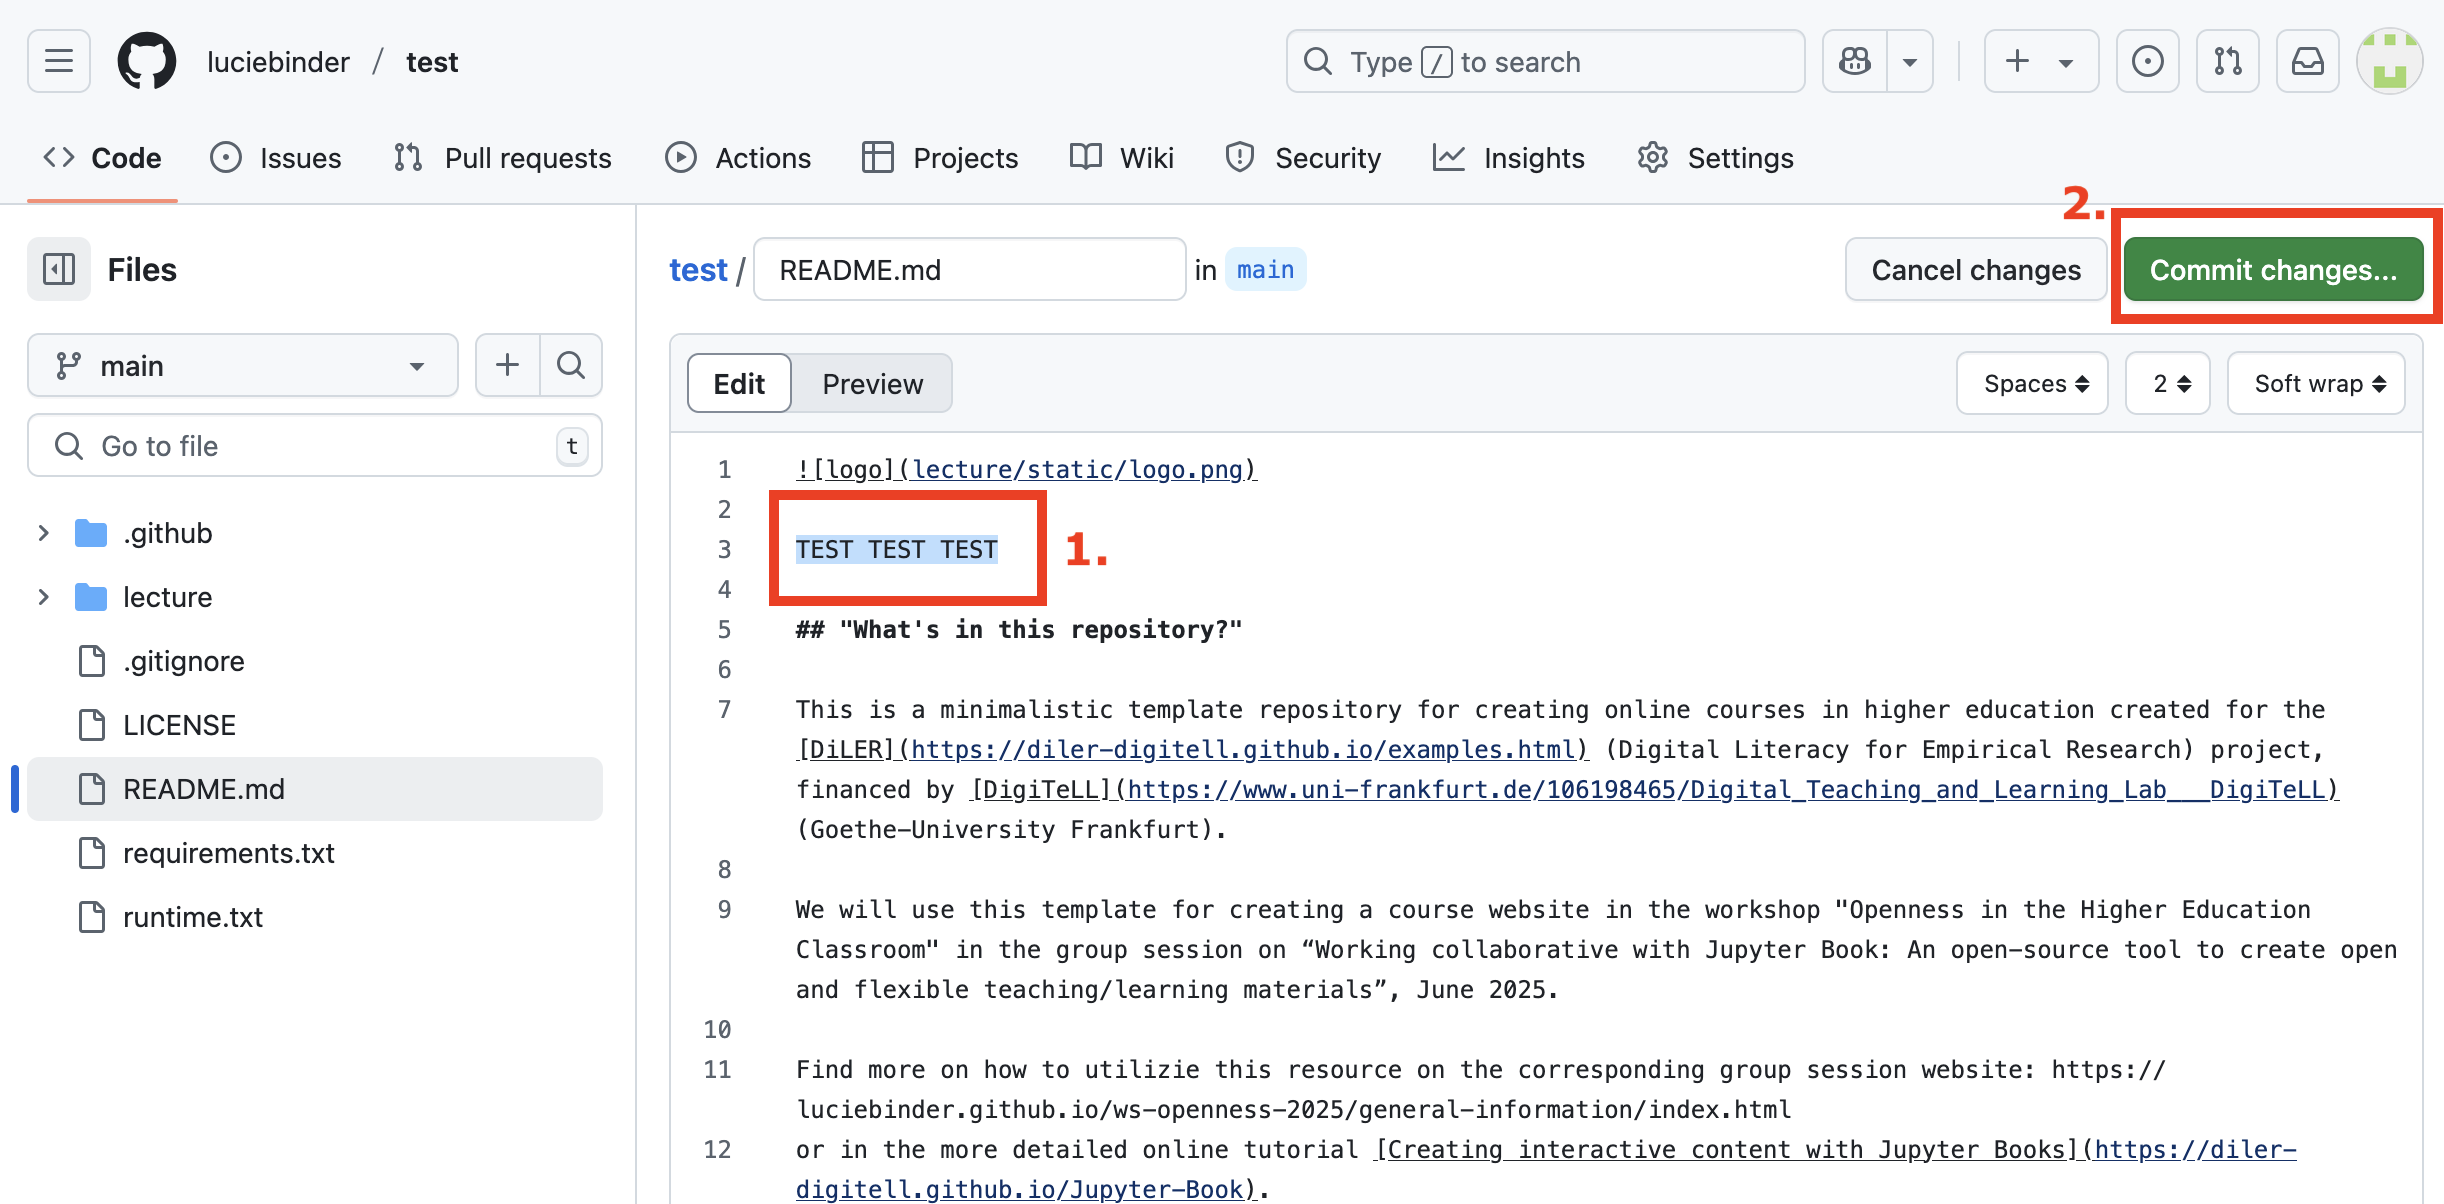 luciebinder / test
Type / to search
Code
Issues
Pull requests
Actions
Projects
Wiki
Security
Insights
Settings
2.
Files
test / README.md in main
Cancel changes
Commit changes...
main
Edit
Preview
Spaces
2
Soft wrap
Go to file
t
.github
lecture
.gitignore
LICENSE
README.md
requirements.txt
runtime.txt
1 ![logo](lecture/static/logo.png)
2
3 TEST TEST TEST
1.
4
5 ## "What's in this repository?"
6
7 This is a minimalistic template repository for creating online courses in higher education created for the
[DiLER](https://diler-digitell.github.io/examples.html) (Digital Literacy for Empirical Research) project,
financed by [DigiTeLL](https://www.uni-frankfurt.de/106198465/Digital_Teaching_and_Learning_Lab___DigiTeLL)
(Goethe-University Frankfurt).
8
9 We will use this template for creating a course website in the workshop "Openness in the Higher Education
Classroom" in the group session on “Working collaborative with Jupyter Book: An open-source tool to create open
and flexible teaching/learning materials”, June 2025.
10
11 Find more on how to utilizie this resource on the corresponding group session website: https://
luciebinder.github.io/ws-openness-2025/general-information/index.html
12 or in the more detailed online tutorial [Creating interactive content with Jupyter Books](https://diler-
digitell.github.io/Jupyter-Book).